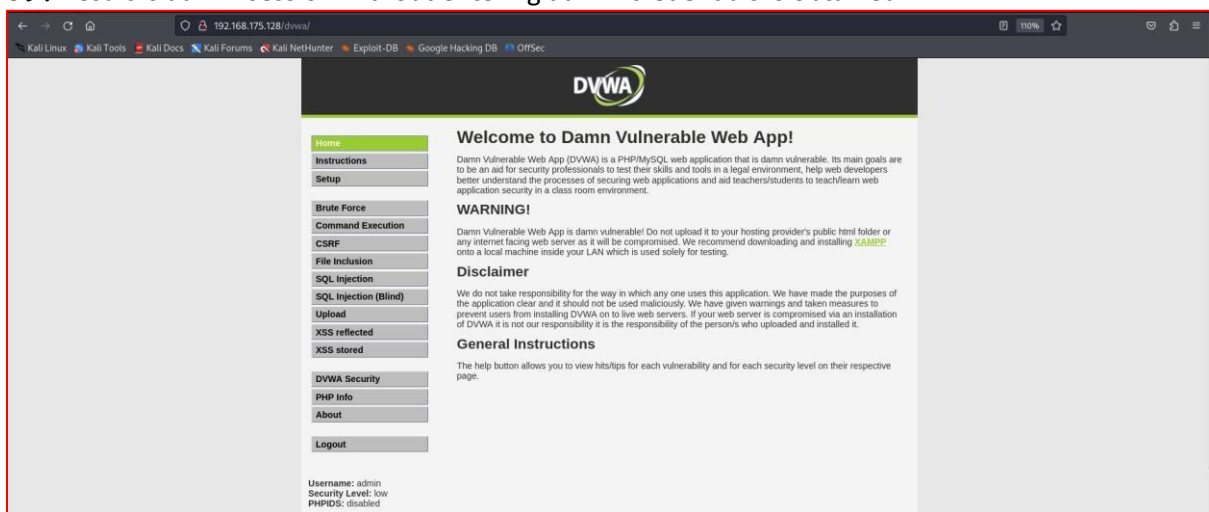 192.168.175.128/dvwa/
110%
Kali Linux Kali Tools Kali Docs Kali Forums Kali NetHunter Exploit-DB Google Hacking DB OffSec
DVWA
Home
Instructions
Setup
Brute Force
Command Execution
CSRF
File Inclusion
SQL Injection
SQL Injection (Blind)
Upload
XSS reflected
XSS stored
DVWA Security
PHP Info
About
Logout
Username: admin
Security Level: low
PHPIDS: disabled
Welcome to Damn Vulnerable Web App!
Damn Vulnerable Web App (DVWA) is a PHP/MySQL web application that is damn vulnerable. Its main goals are
to be an aid for security professionals to test their skills and tools in a legal environment, help web developers
better understand the processes of securing web applications and aid teachers/students to teach/learn web
application security in a class room environment.
WARNING!
Damn Vulnerable Web App is damn vulnerable! Do not upload it to your hosting provider's public html folder or
any internet facing web server as it will be compromised. We recommend downloading and installing XAMPP
onto a local machine inside your LAN which is used solely for testing.
Disclaimer
We do not take responsibility for the way in which any one uses this application. We have made the purposes of
the application clear and it should not be used maliciously. We have given warnings and taken measures to
prevent users from installing DVWA on to live web servers. If your web server is compromised via an installation
of DVWA it is not our responsibility it is the responsibility of the person/s who uploaded and installed it.
General Instructions
The help button allows you to view hits/tips for each vulnerability and for each security level on their respective
page.